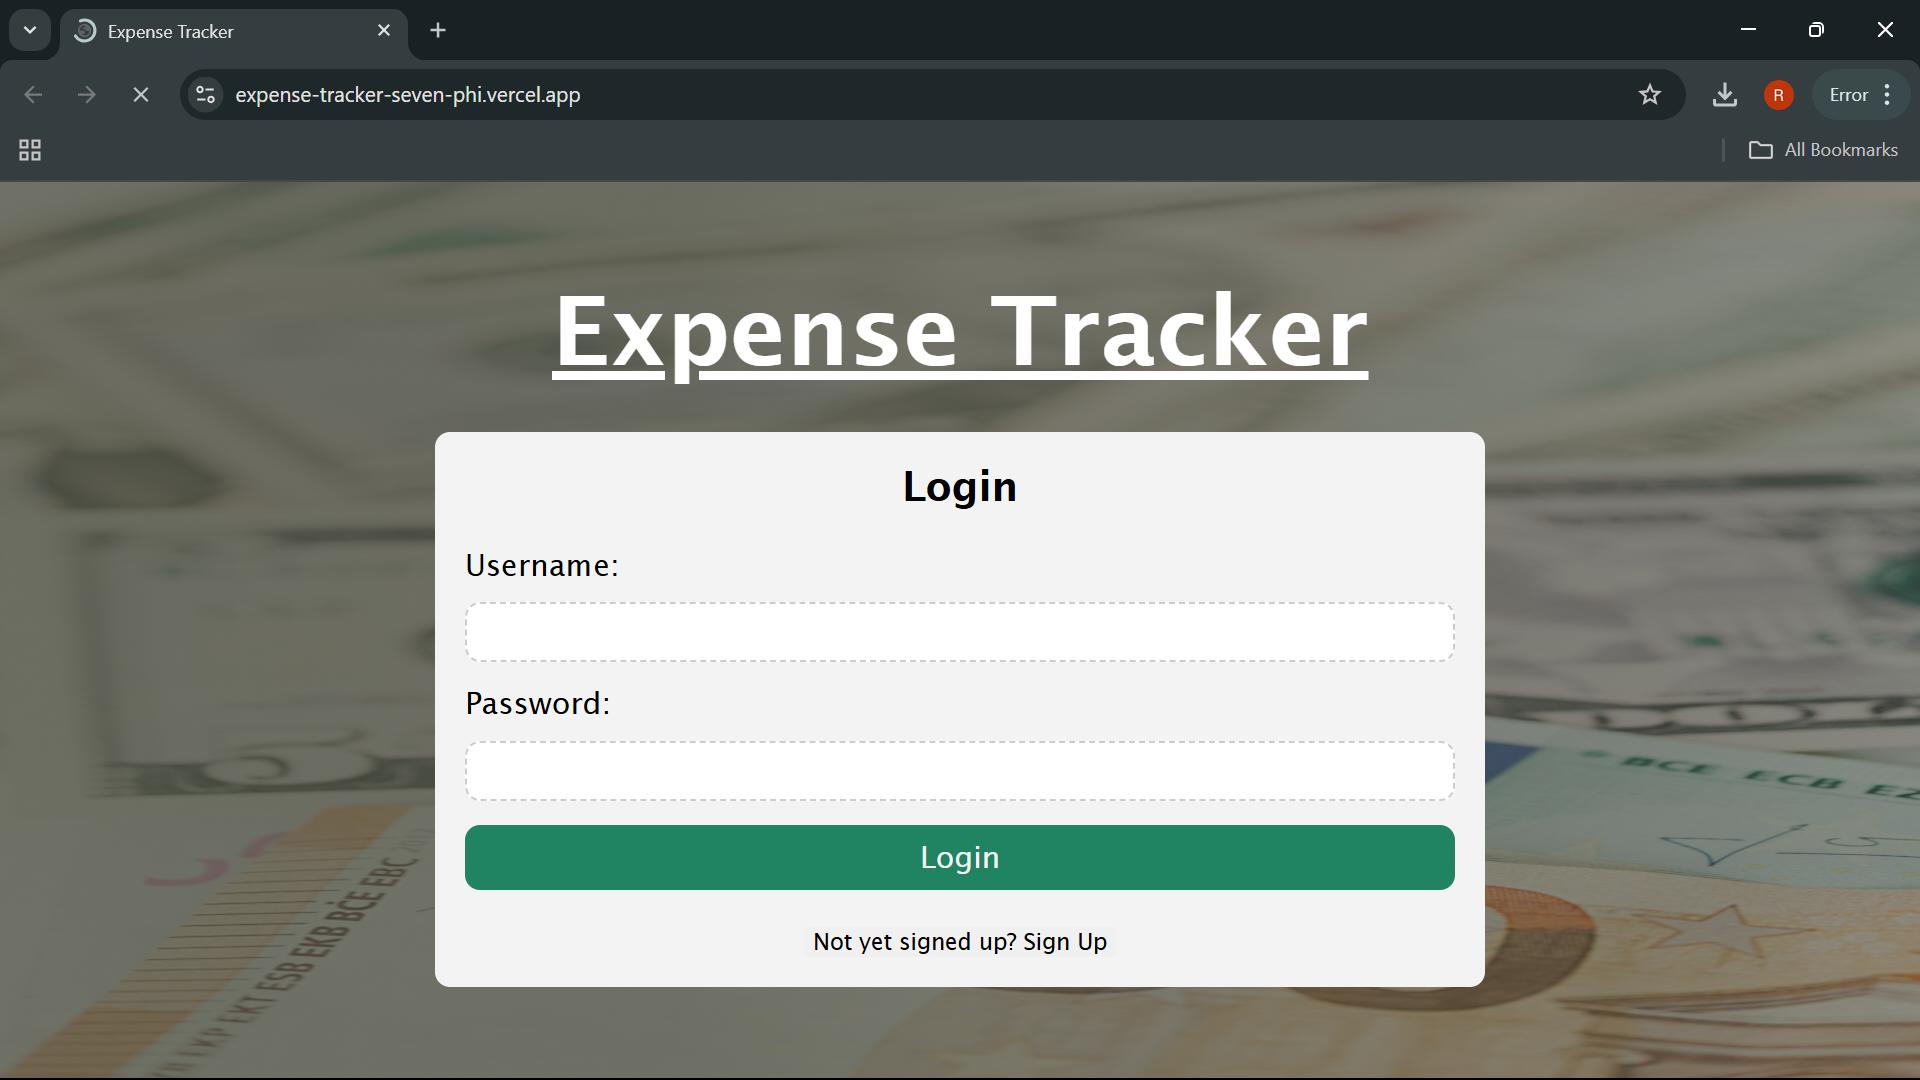 Expense Tracker
expense-tracker-seven-phi.vercel.app
R
Error
All Bookmarks
Expense Tracker
Login
Username:
Password:
Login
Not yet signed up? Sign Up
BCE ECB EZ
EKT ESB EKB BCE EBC